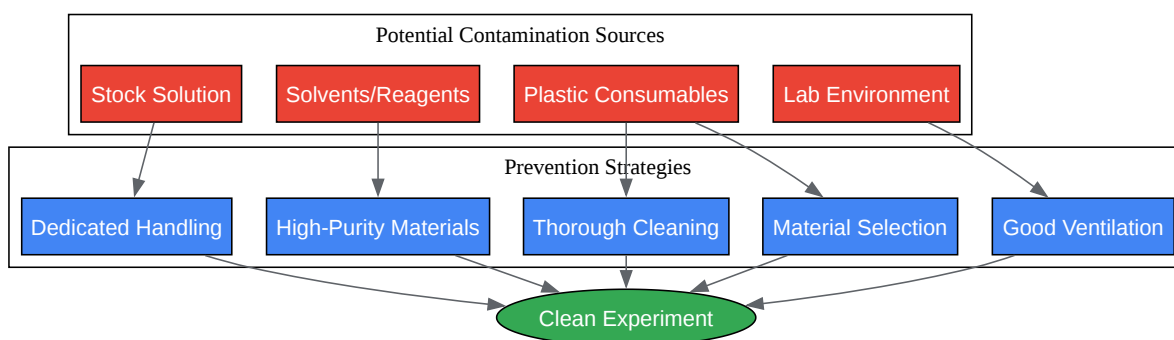 Potential Contamination Sources
Stock Solution
Solvents/Reagents
Plastic Consumables
Lab Environment
Prevention Strategies
Dedicated Handling
High-Purity Materials
Thorough Cleaning
Material Selection
Good Ventilation
Clean Experiment